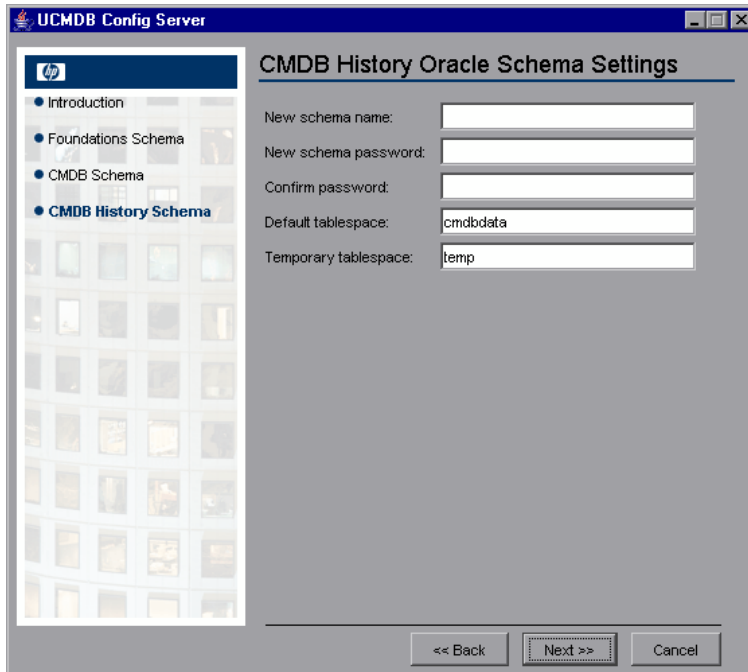 UCMDB Config Server
hp
Introduction
Foundations Schema
CMDB Schema
CMDB History Schema
CMDB History Oracle Schema Settings
New schema name:
New schema password:
Confirm password:
Default tablespace: cmdbdata
Temporary tablespace: temp
<< Back Next >> Cancel